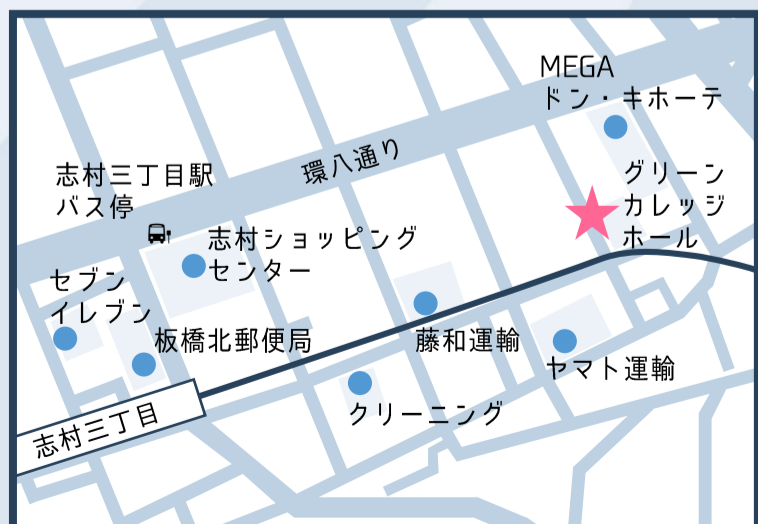 MEGA
ドン・キホーテ
環八通り
志村三丁目駅
バス停
グリーン
カレッジ
ホール
志村ショッピング
センター
セブン
イレブン
板橋北郵便局
藤和運輸
ヤマト運輸
クリーニング
志村三丁目